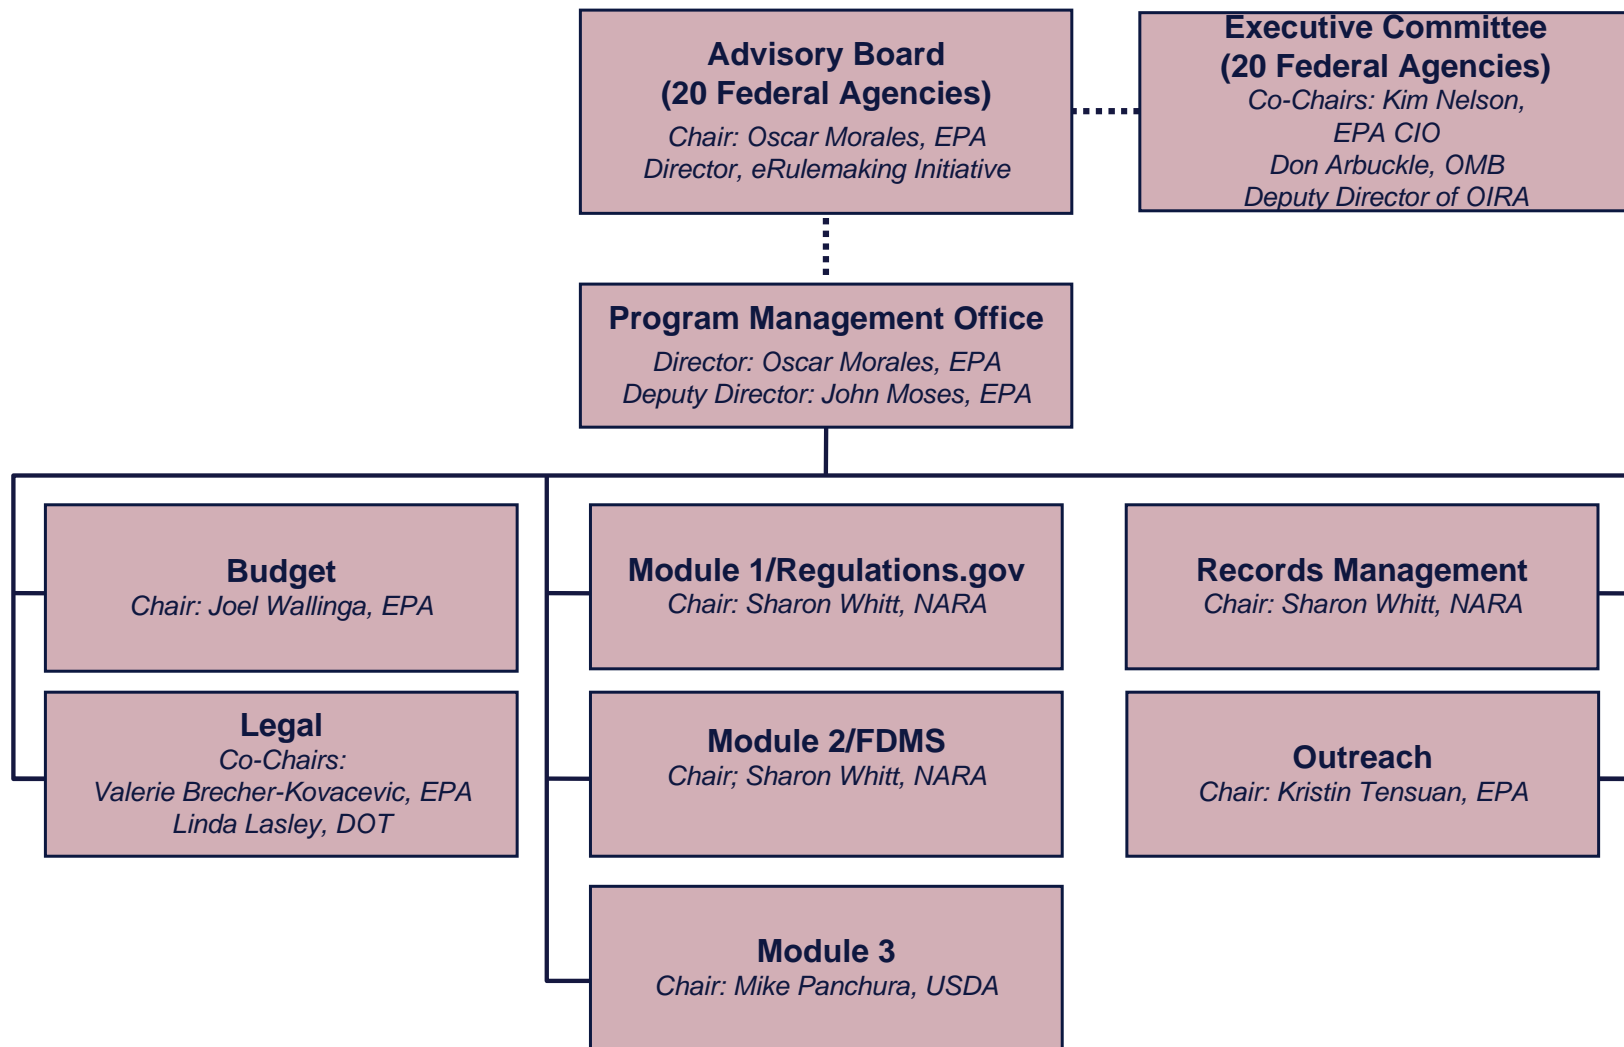 Advisory Board
(20 Federal Agencies)
Chair: Oscar Morales, EPA
Director, eRulemaking Initiative
Executive Committee
(20 Federal Agencies)
Co-Chairs: Kim Nelson,
EPA CIO
Don Arbuckle, OMB
Deputy Director of OIRA
Program Management Office
Director: Oscar Morales, EPA
Deputy Director: John Moses, EPA
Budget
Chair: Joel Wallinga, EPA
Module 1/Regulations.gov
Chair: Sharon Whitt, NARA
Records Management
Chair: Sharon Whitt, NARA
Legal
Co-Chairs:
Valerie Brecher-Kovacevic, EPA
Linda Lasley, DOT
Module 2/FDMS
Chair; Sharon Whitt, NARA
Outreach
Chair: Kristin Tensuan, EPA
Module 3
Chair: Mike Panchura, USDA